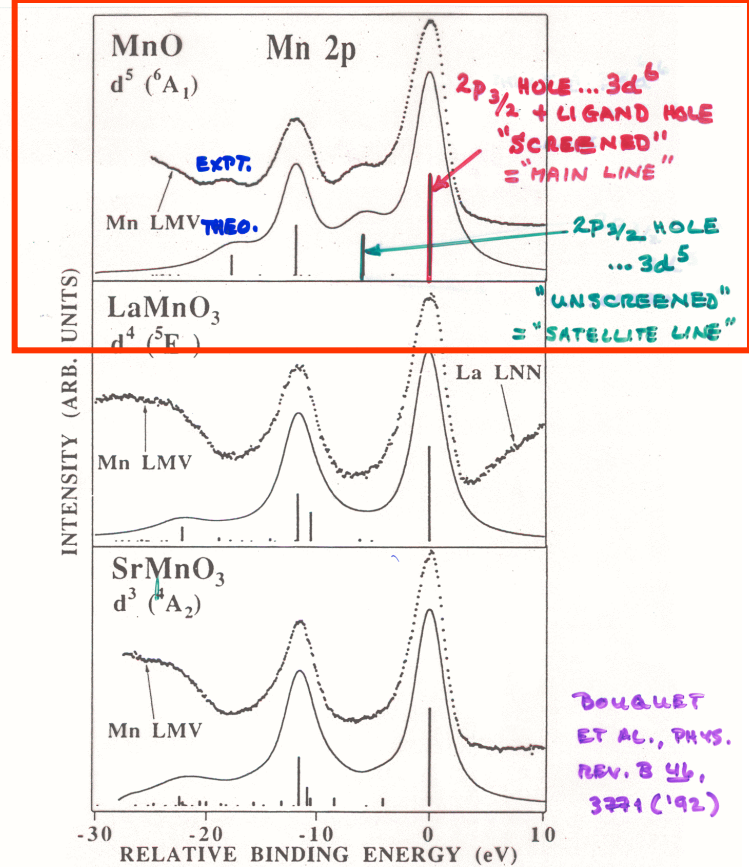 MnO
Mn 2p
d⁵ (⁶A₁)
2p₃/₂ HOLE ... 3d⁶
+ LIGAND HOLE
"SCREENED"
= "MAIN LINE"
EXPT.
Mn LMV
THEO.
2p₃/₂ HOLE
... 3d⁵
"UNSCREENED"
= "SATELLITE LINE"
LaMnO₃
d⁴ (⁵E
La LNN
Mn LMV
SrMnO₃
d³ (⁴A₂)
Mn LMV
BOUQUET
ET AL., PHYS.
REV. B 46,
3771 ('92)
INTENSITY (ARB. UNITS)
-30 -20 -10 0 10
RELATIVE BINDING ENERGY (eV)